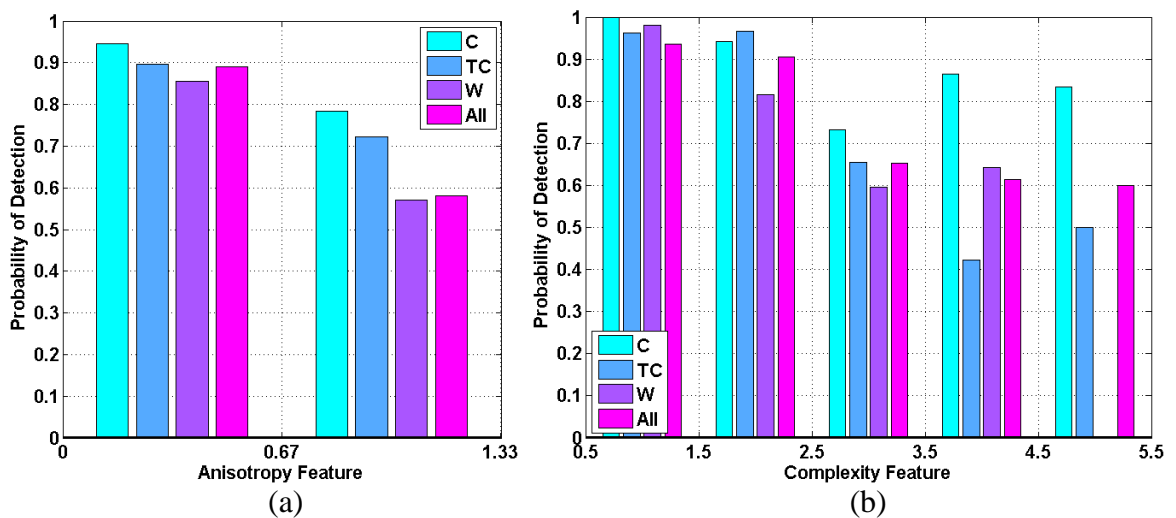 Probability of Detection
1
0.9
0.8
0.7
0.6
0.5
0.4
0.3
0.2
0.1
0
C
TC
W
All
0 0.67 1.33
Anisotropy Feature
(a)
Probability of Detection
1
0.9
0.8
0.7
0.6
0.5
0.4
0.3
0.2
0.1
0
C
TC
W
All
0.5 1.5 2.5 3.5 4.5 5.5
Complexity Feature
(b)